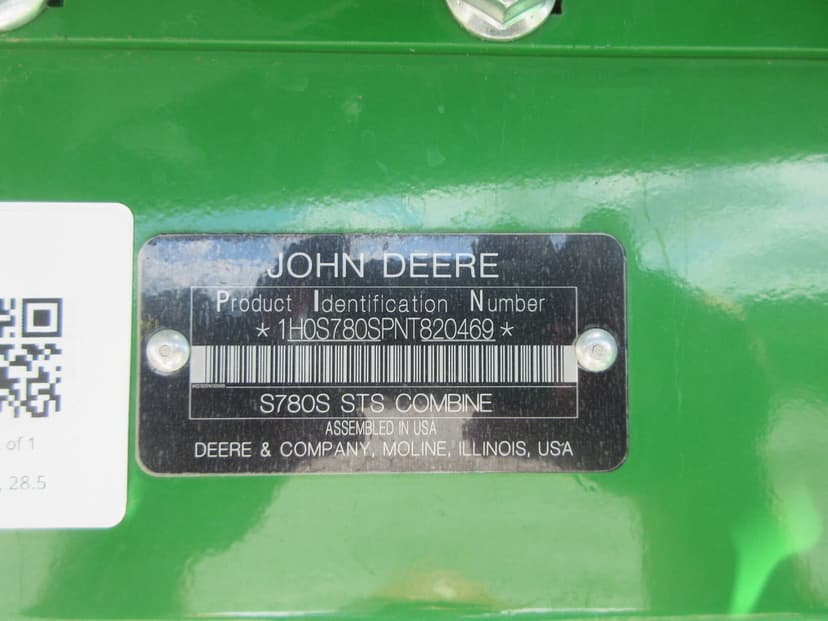 JOHN DEERE
Product Identification Number
*1H0S780SPNT820469*
S780S STS COMBINE
ASSEMBLED IN USA
DEERE & COMPANY, MOLINE, ILLINOIS, USA
of 1
, 28.5